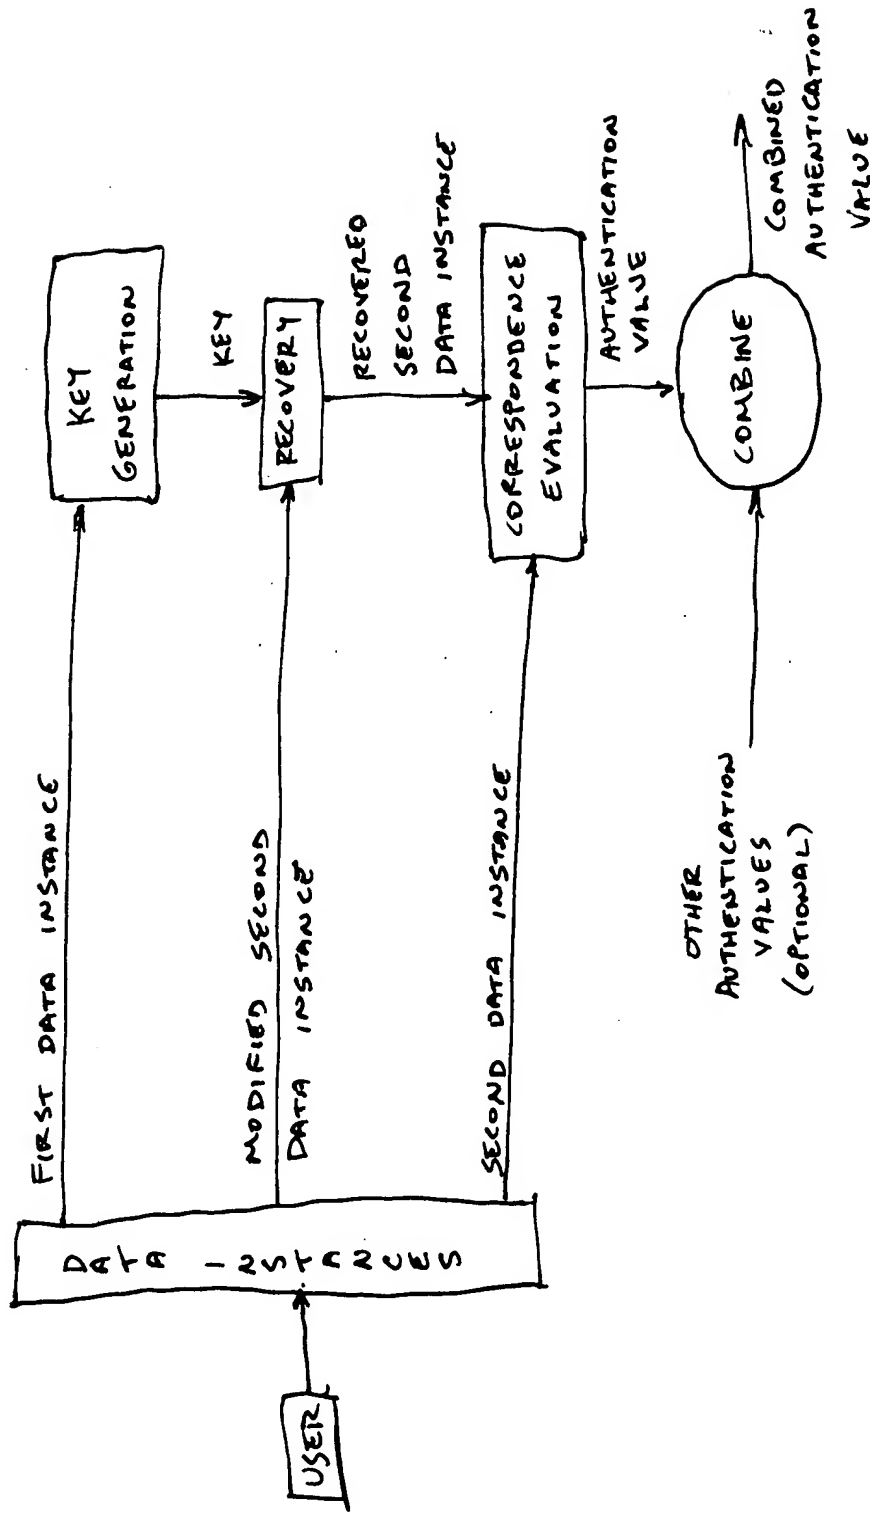 USER
DATA INSTANCES
FIRST DATA INSTANCE
MODIFIED SECOND
DATA INSTANCE
SECOND DATA INSTANCE
KEY
GENERATION
KEY
RECOVERY
RECOVERED
SECOND
DATA INSTANCE
CORRESPONDENCE
EVALUATION
AUTHENTICATION
VALUE
OTHER
AUTHENTICATION
VALUES
(OPTIONAL)
COMBINE
COMBINED
AUTHENTICATION
VALUE